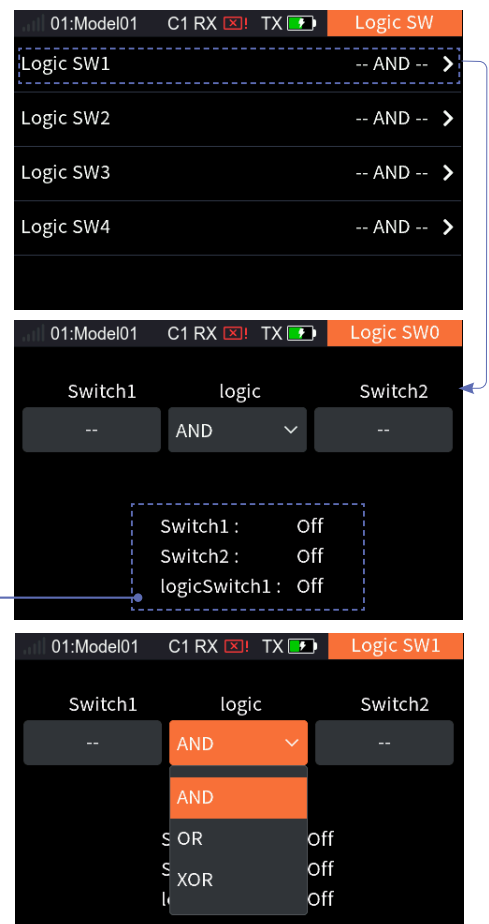 01:Model01 C1 RX ! TX Logic SW
Logic SW1 -- AND --
Logic SW2 -- AND --
Logic SW3 -- AND --
Logic SW4 -- AND --
01:Model01 C1 RX ! TX Logic SW0
Switch1 logic Switch2
-- AND --
Switch1 : Off
Switch2 : Off
logicSwitch1 : Off
01:Model01 C1 RX ! TX Logic SW1
Switch1 logic Switch2
-- AND --
AND
OR Off
XOR Off
Off